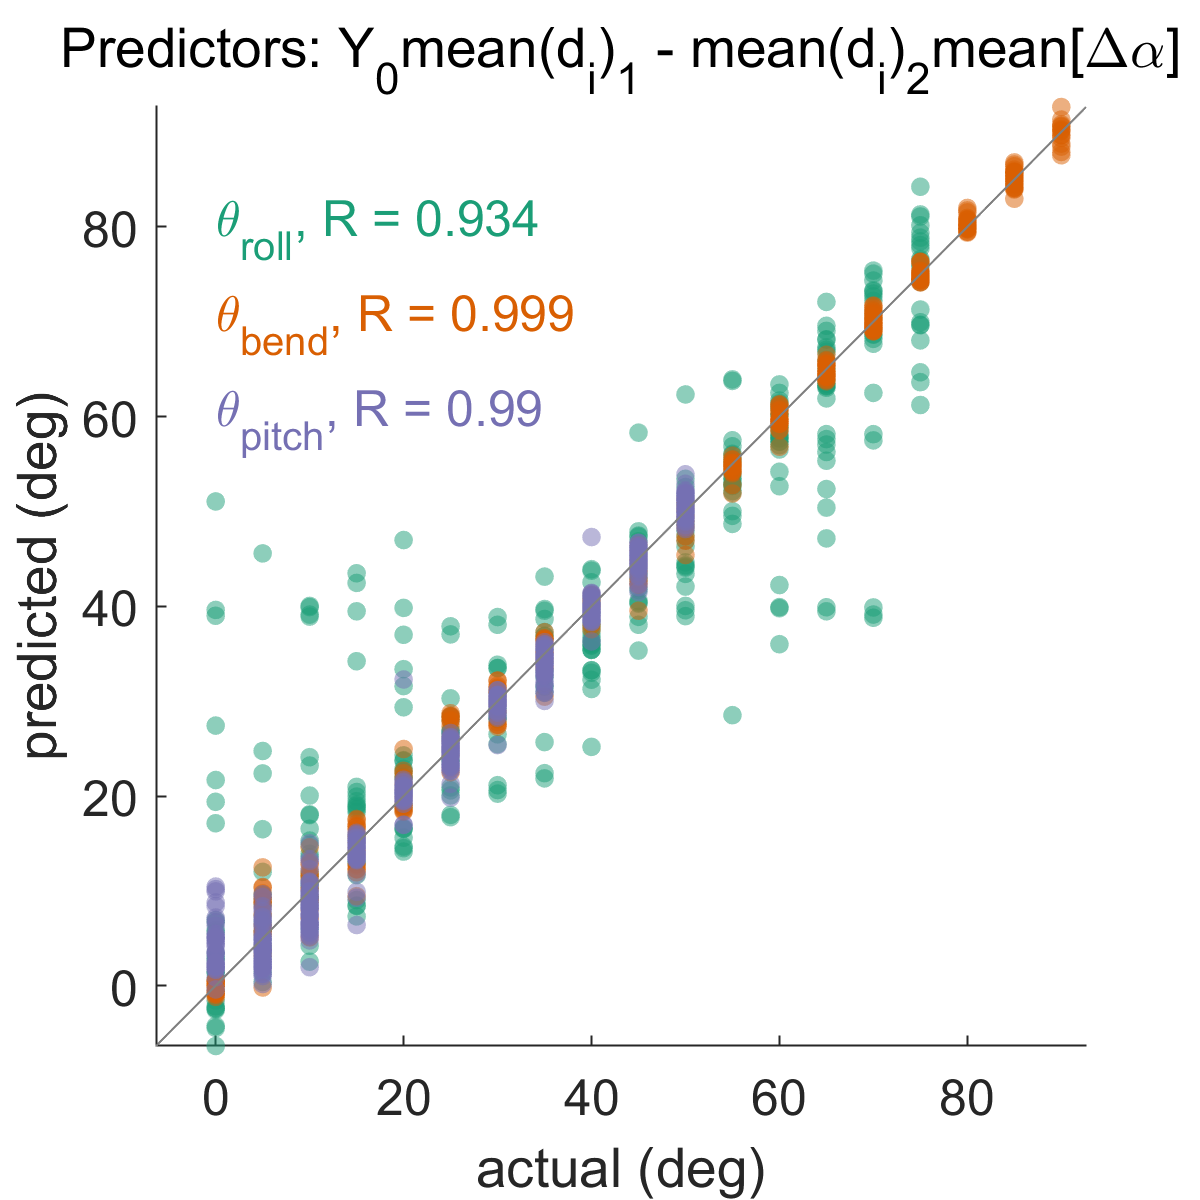 Predictors: Y0mean(di)1 - mean(di)2mean[Δα]
θroll, R = 0.934
θbend, R = 0.999
θpitch, R = 0.99
80
60
40
20
0
predicted (deg)
0 20 40 60 80
actual (deg)